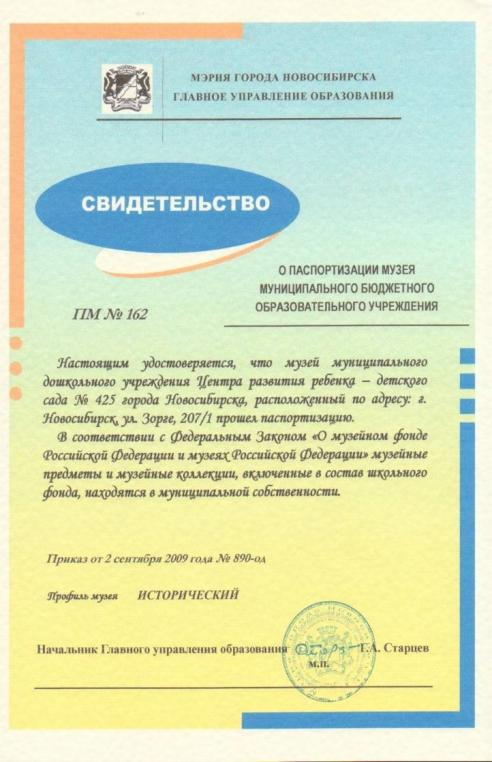 МЭРИЯ ГОРОДА НОВОСИБИРСКА
ГЛАВНОЕ УПРАВЛЕНИЕ ОБРАЗОВАНИЯ
СВИДЕТЕЛЬСТВО
О ПАСПОРТИЗАЦИИ МУЗЕЯ
МУНИЦИПАЛЬНОГО БЮДЖЕТНОГО
ОБРАЗОВАТЕЛЬНОГО УЧРЕЖДЕНИЯ
ПМ № 162
Настоящим удостоверяется, что музей муниципального
дошкольного учреждения Центра развития ребенка – детского
сада № 425 города Новосибирска, расположенный по адресу: г.
Новосибирск, ул. Зорге, 207/1 прошел паспортизацию.
В соответствии с Федеральным Законом «О музейном фонде
Российской Федерации и музеях Российской Федерации» музейные
предметы и музейные коллекции, включенные в состав школьного
фонда, находятся в муниципальной собственности.
Приказ от 2 сентября 2009 года № 890-од
Профиль музея ИСТОРИЧЕСКИЙ
Начальник Главного управления образования Т.А. Старцев
м.п.